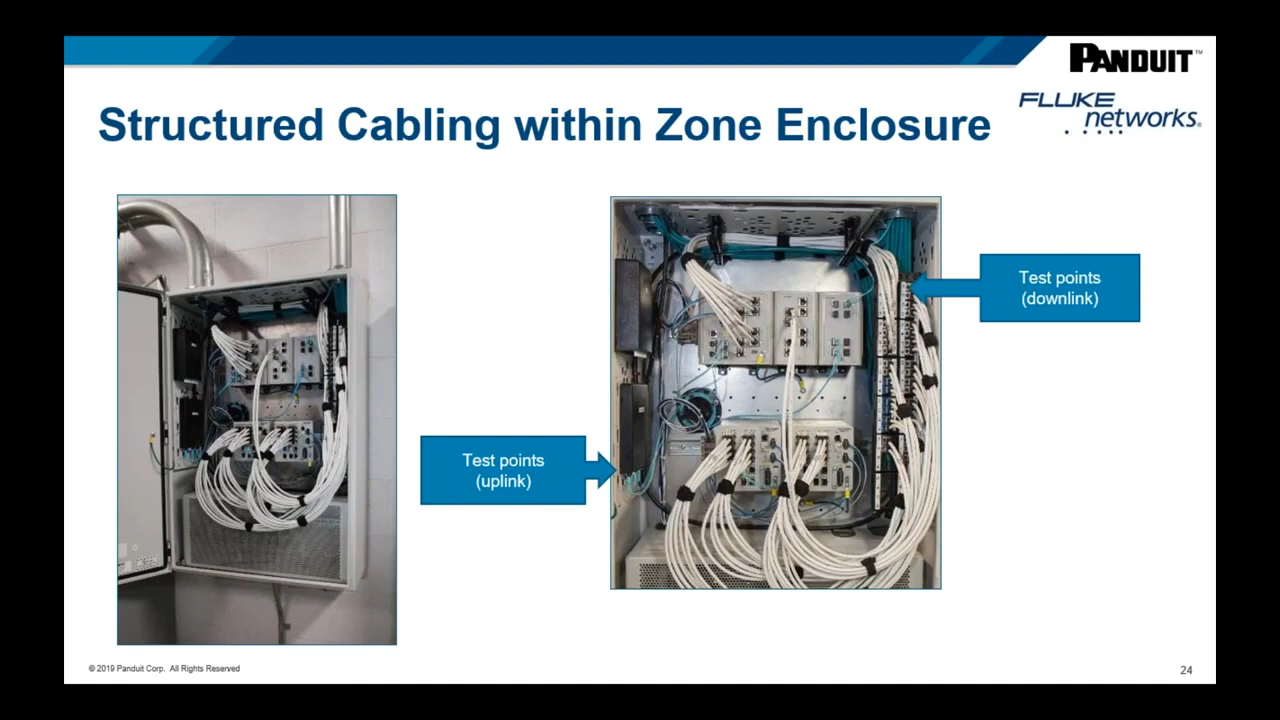 PANDUIT™
FLUKE
networks®
Structured Cabling within Zone Enclosure
Test points
(downlink)
Test points
(uplink)
© 2019 Panduit Corp. All Rights Reserved
24